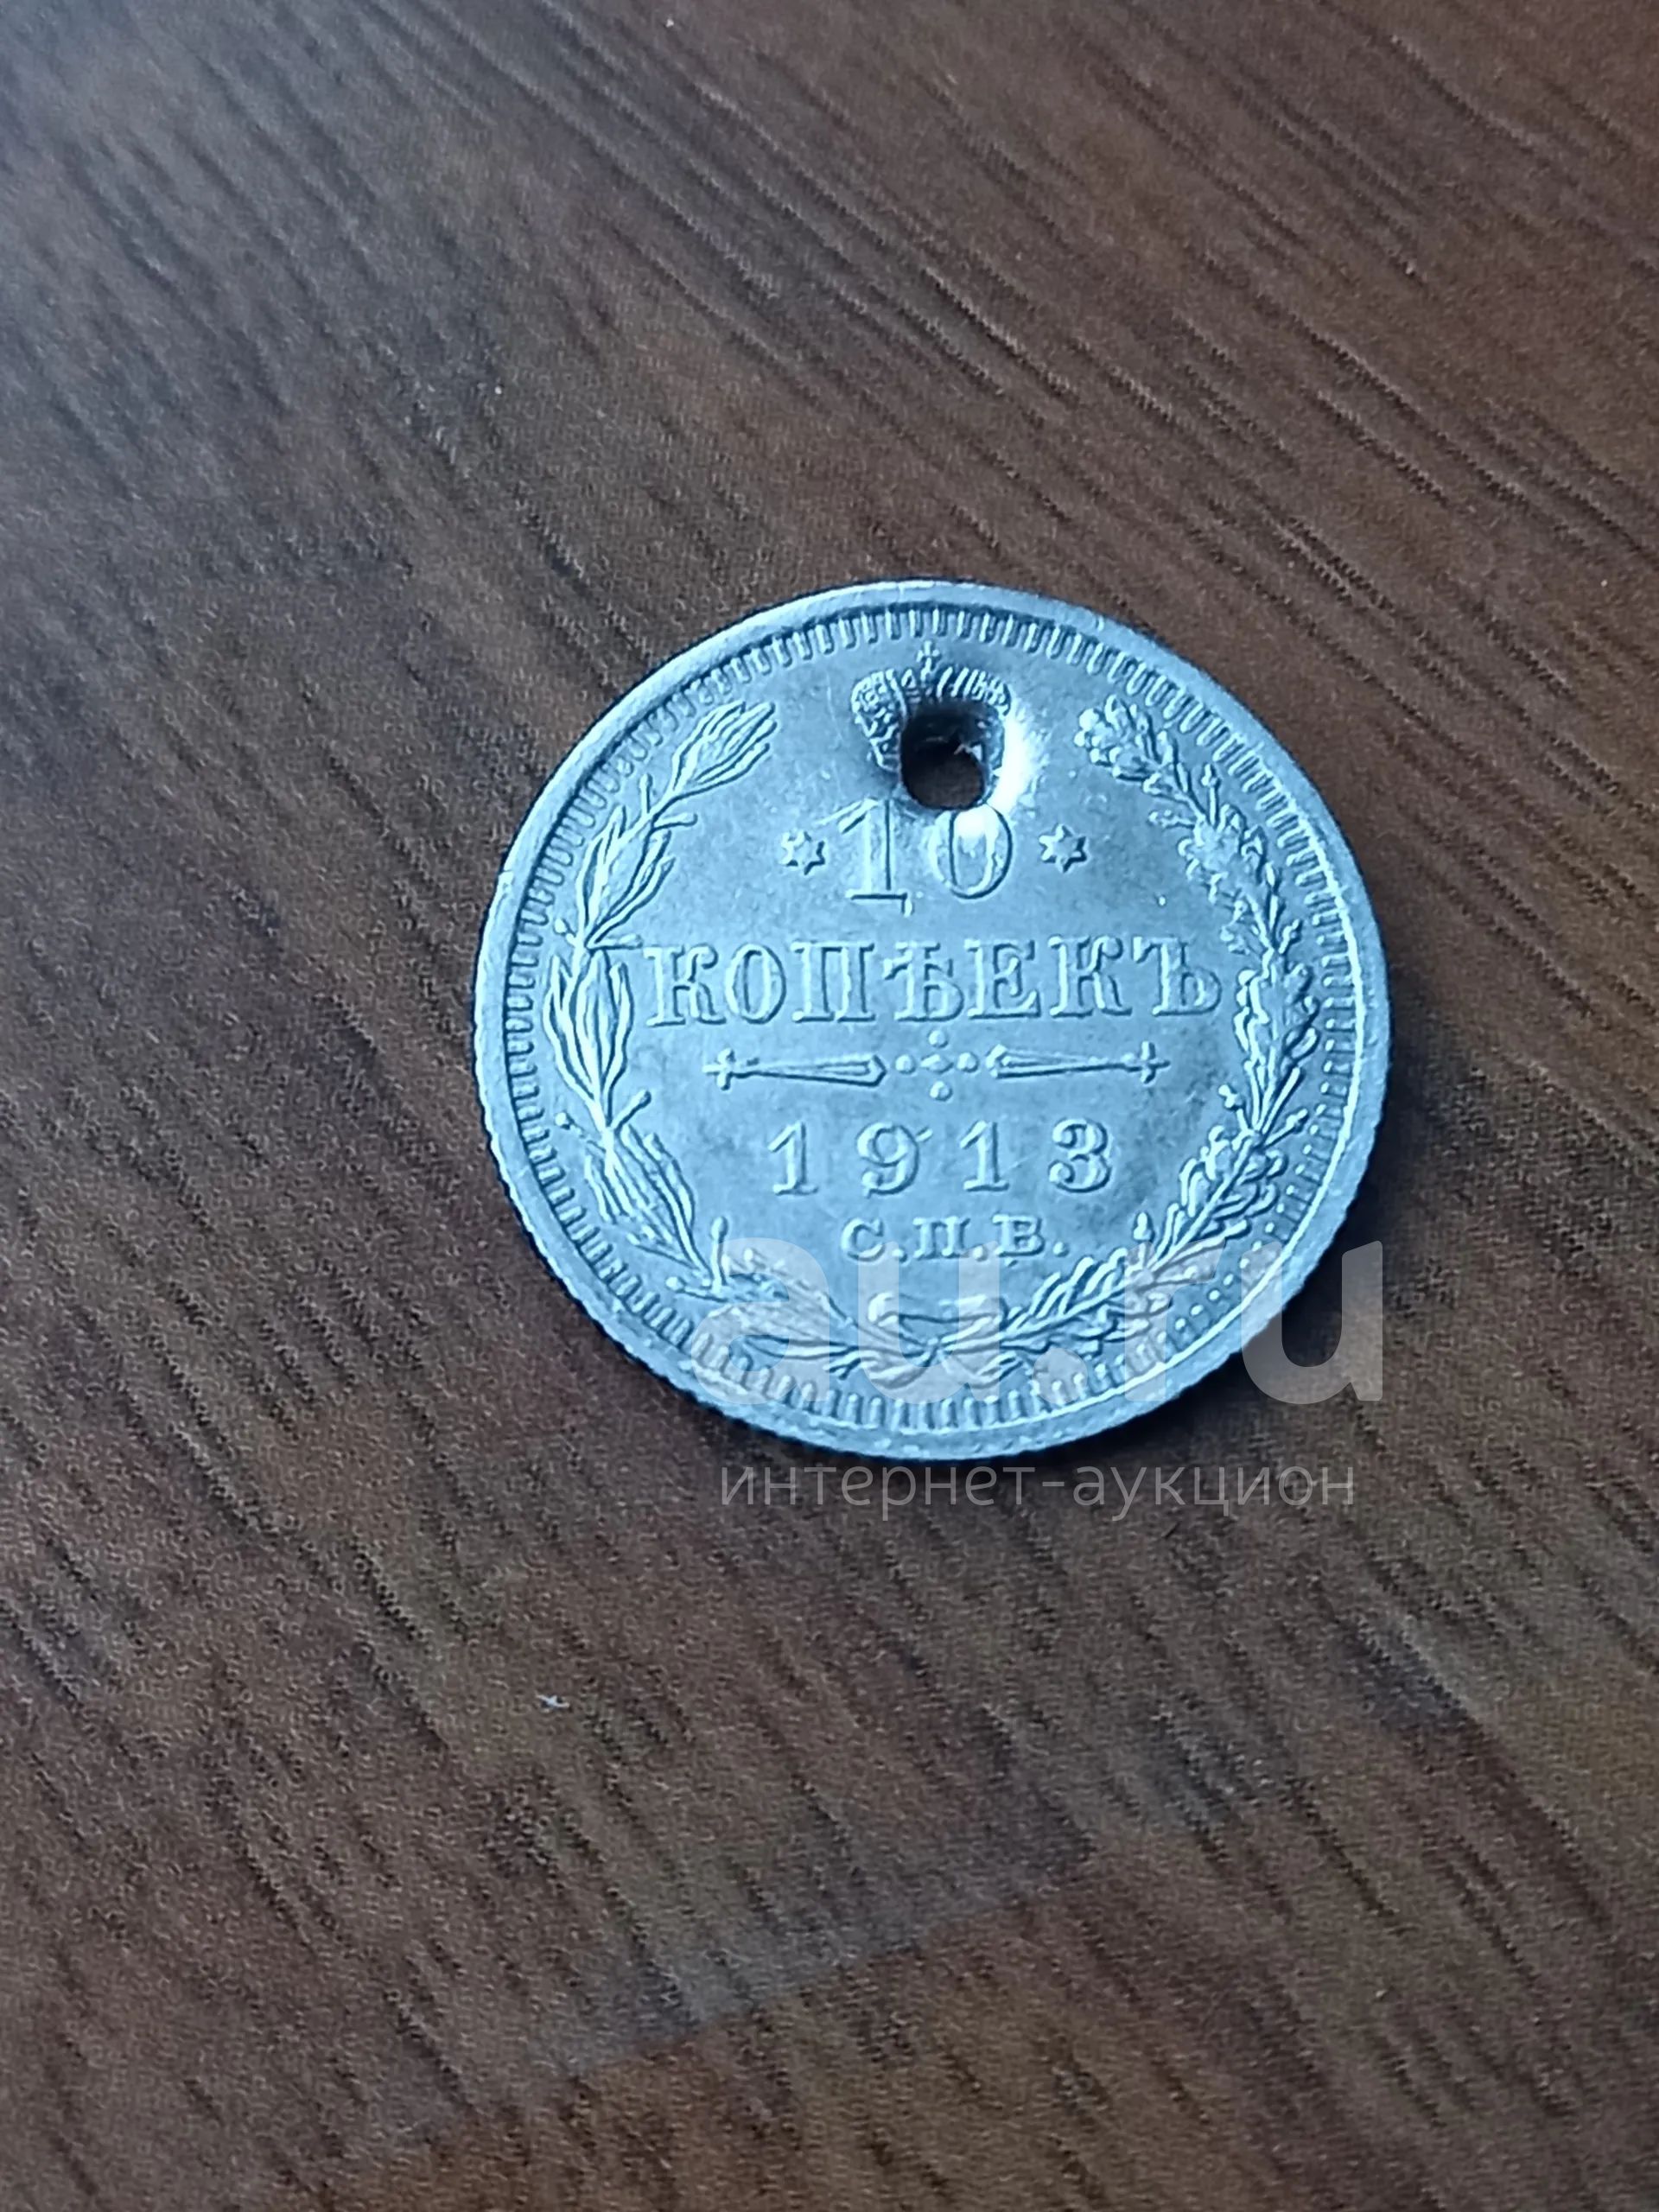 10
КОПѢЕКЪ
1913
С.П.Б.
au.ru
интернет-аукцион